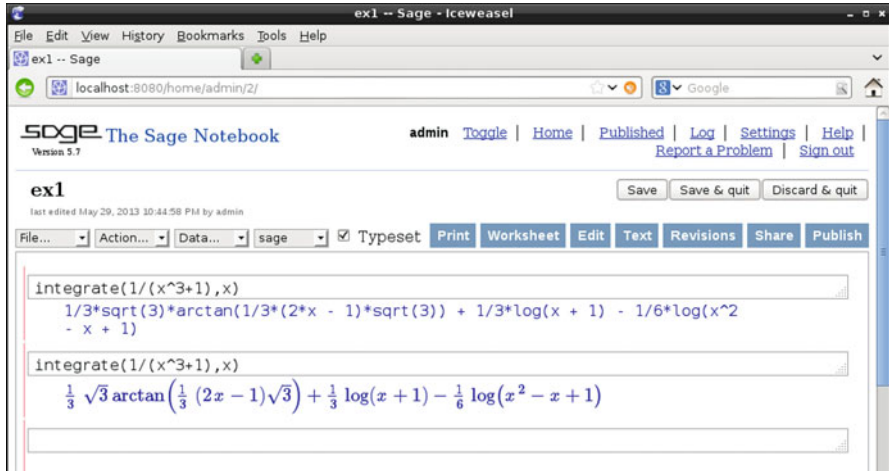 ex1 -- Sage - Iceweasel
File Edit View History Bookmarks Tools Help
ex1 -- Sage
localhost:8080/home/admin/2/
Google
sage The Sage Notebook
Version 5.7
admin Toggle | Home | Published | Log | Settings | Help |
Report a Problem | Sign out
ex1
last edited May 29, 2013 10:44:58 PM by admin
Save Save & quit Discard & quit
File... Action... Data... sage Typeset Print Worksheet Edit Text Revisions Share Publish
integrate(1/(x^3+1),x)
1/3*sqrt(3)*arctan(1/3*(2*x - 1)*sqrt(3)) + 1/3*log(x + 1) - 1/6*log(x^2
- x + 1)
integrate(1/(x^3+1),x)
1/3 √3 arctan(1/3 (2x − 1)√3) + 1/3 log(x + 1) − 1/6 log(x² − x + 1)